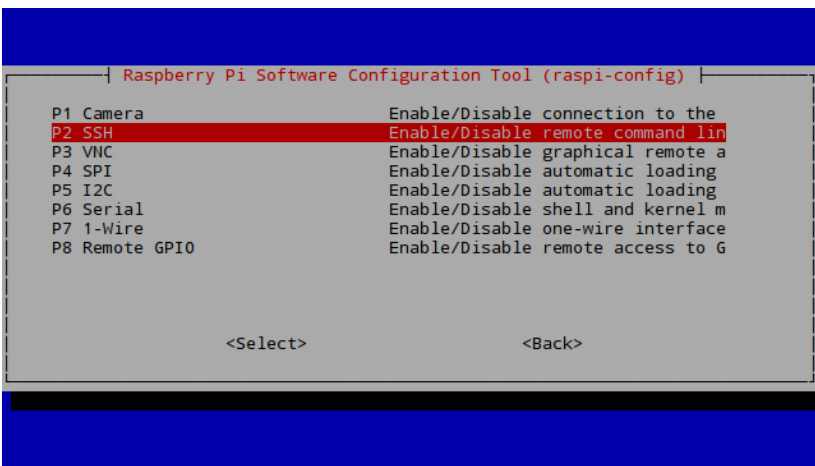 Raspberry Pi Software Configuration Tool (raspi-config)
P1 Camera Enable/Disable connection to the
P2 SSH Enable/Disable remote command lin
P3 VNC Enable/Disable graphical remote a
P4 SPI Enable/Disable automatic loading
P5 I2C Enable/Disable automatic loading
P6 Serial Enable/Disable shell and kernel m
P7 1-Wire Enable/Disable one-wire interface
P8 Remote GPIO Enable/Disable remote access to G
<Select> <Back>